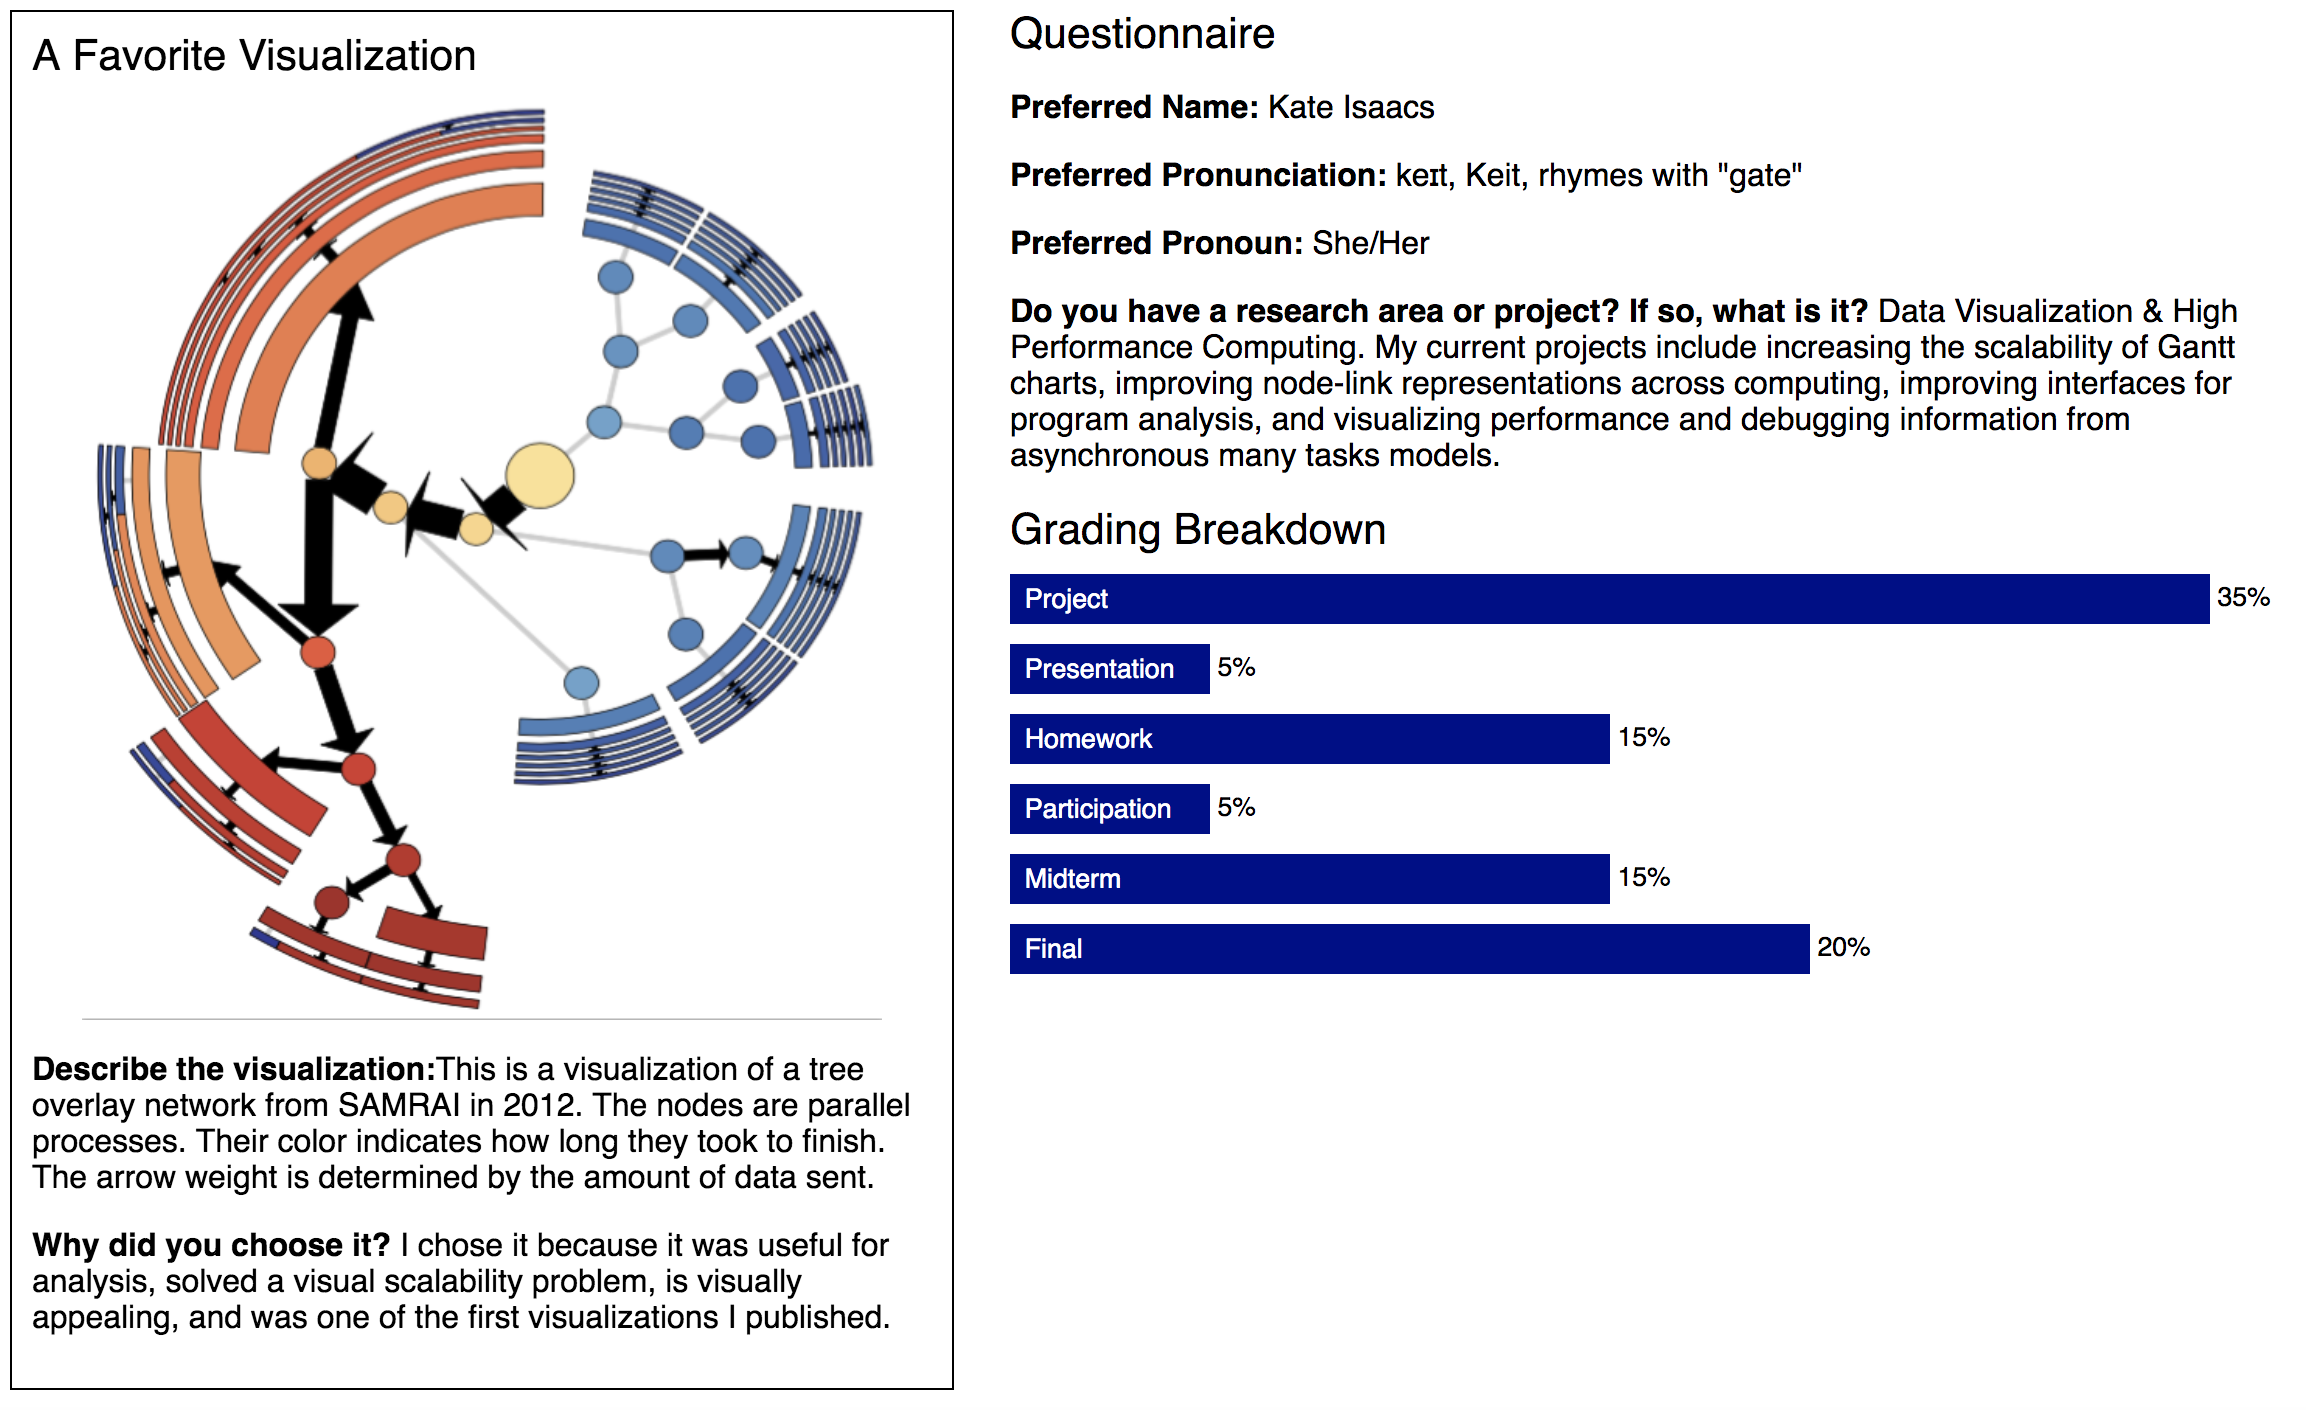 A Favorite Visualization
Describe the visualization:This is a visualization of a tree
overlay network from SAMRAI in 2012. The nodes are parallel
processes. Their color indicates how long they took to finish.
The arrow weight is determined by the amount of data sent.
Why did you choose it? I chose it because it was useful for
analysis, solved a visual scalability problem, is visually
appealing, and was one of the first visualizations I published.
Questionnaire
Preferred Name: Kate Isaacs
Preferred Pronunciation: keɪt, Keit, rhymes with "gate"
Preferred Pronoun: She/Her
Do you have a research area or project? If so, what is it? Data Visualization & High
Performance Computing. My current projects include increasing the scalability of Gantt
charts, improving node-link representations across computing, improving interfaces for
program analysis, and visualizing performance and debugging information from
asynchronous many tasks models.
Grading Breakdown
Project 35%
Presentation 5%
Homework 15%
Participation 5%
Midterm 15%
Final 20%